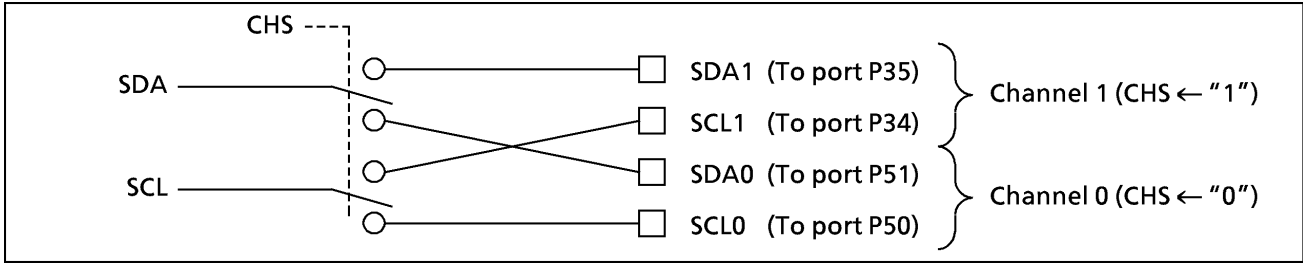 CHS
SDA
SDA1 (To port P35)
SCL1 (To port P34)
Channel 1 (CHS ← “1”)
SCL
SDA0 (To port P51)
SCL0 (To port P50)
Channel 0 (CHS ← “0”)